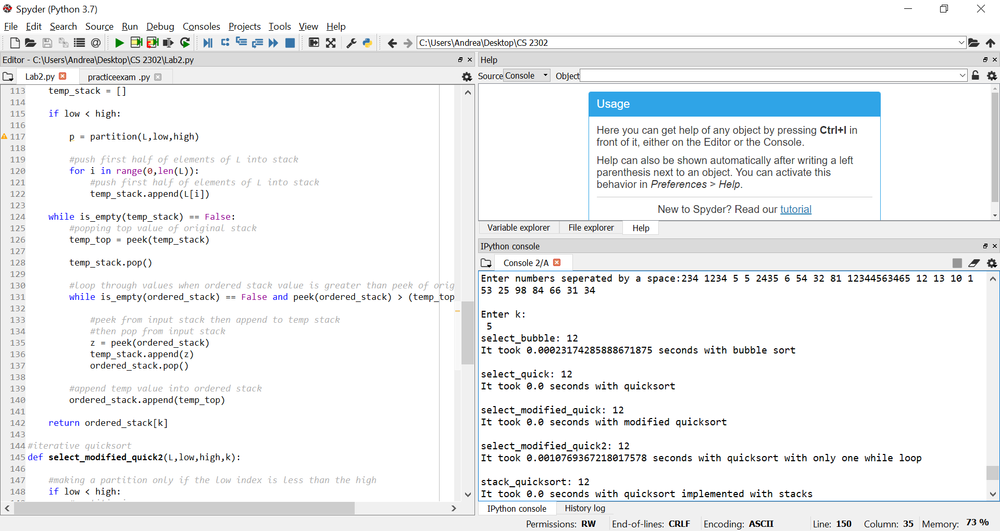 Spyder (Python 3.7)
File Edit Search Source Run Debug Consoles Projects Tools View Help
C:\Users\Andrea\Desktop\CS 2302
Editor - C:\Users\Andrea\Desktop\CS 2302\Lab2.py
Lab2.py practiceexam .py
113 temp_stack = []
114
115 if low < high:
116
117 p = partition(L,low,high)
118
119 #push first half of elements of L into stack
120 for i in range(0,len(L)):
121 #push first half of elements of L into stack
122 temp_stack.append(L[i])
123
124 while is_empty(temp_stack) == False:
125 #popping top value of original stack
126 temp_top = peek(temp_stack)
127
128 temp_stack.pop()
129
130 #loop through values when ordered stack value is greater than peek of orig
131 while is_empty(ordered_stack) == False and peek(ordered_stack) > (temp_top
132
133 #peek from input stack then append to temp stack
134 #then pop from input stack
135 z = peek(ordered_stack)
136 temp_stack.append(z)
137 ordered_stack.pop()
138
139 #append temp value into ordered stack
140 ordered_stack.append(temp_top)
141
142 return ordered_stack[k]
143
144 #iterative quicksort
145 def select_modified_quick2(L,low,high,k):
146
147 #making a partition only if the low index is less than the high
148 if low < high:
Help
Source Console Object
Usage
Here you can get help of any object by pressing Ctrl+I in
front of it, either on the Editor or the Console.
Help can also be shown automatically after writing a left
parenthesis next to an object. You can activate this
behavior in Preferences > Help.
New to Spyder? Read our tutorial
Variable explorer File explorer Help
IPython console
Console 2/A
Enter numbers seperated by a space:234 1234 5 5 2435 6 54 32 81 12344563465 12 13 10 1
53 25 98 84 66 31 34
Enter k:
5
select_bubble: 12
It took 0.00023174285888671875 seconds with bubble sort
select_quick: 12
It took 0.0 seconds with quicksort
select_modified_quick: 12
It took 0.0 seconds with modified quicksort
select_modified_quick2: 12
It took 0.0010769367218017578 seconds with quicksort with only one while loop
stack_quicksort: 12
It took 0.0 seconds with quicksort implemented with stacks
IPython console History log
Permissions: RW End-of-lines: CRLF Encoding: ASCII Line: 150 Column: 35 Memory: 73 %